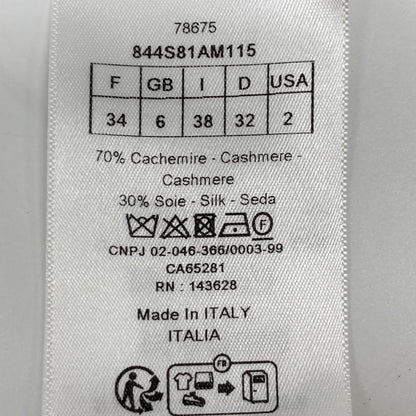 78675
844S81AM115
F GB I D USA
34 6 38 32 2
70% Cachemire - Cashmere -
Cashmere
30% Soie - Silk - Seda
F
CNPJ 02-046-366/0003-99
CA65281
RN : 143628
Made In ITALY
ITALIA
FR